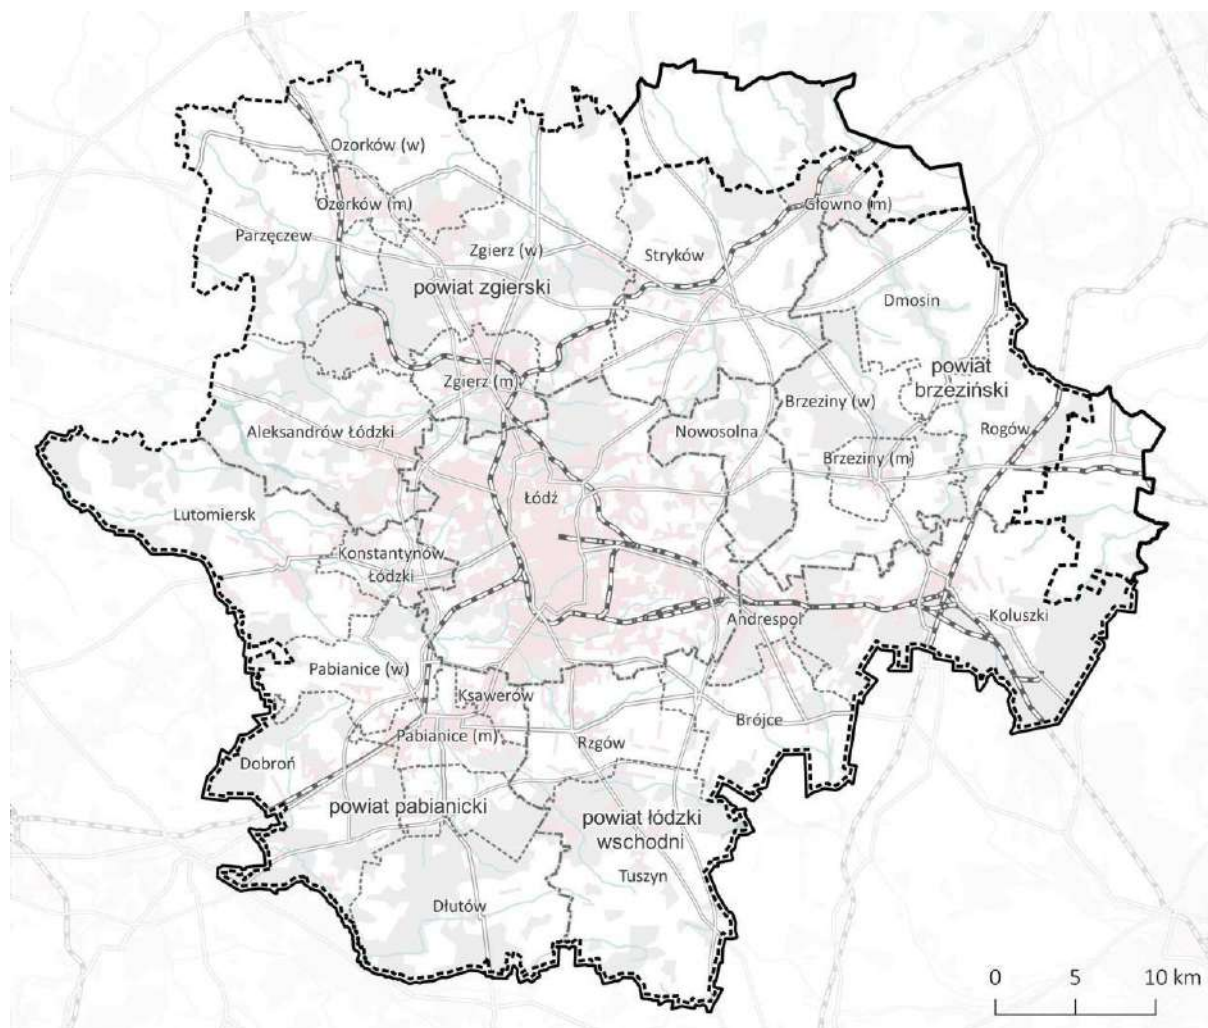 Ozorków (w)
Ozorków (m)
Głowno (m)
Parzęczew
Zgierz (w)
Stryków
powiat zgierski
Dmosin
powiat
brzeziński
Zgierz (m)
Brzeziny (w)
Aleksandrów Łódzki
Nowosolna
Rogów
Brzeziny (m)
Łódź
Lutomiersk
Konstantynów
Łódzki
Andrespol
Koluszki
Pabianice (w)
Ksawerów
Brójce
Pabianice (m)
Rzgów
Dobroń
powiat pabianicki
powiat łódzki
wschodni
Tuszyn
Dłutów
0 5 10 km